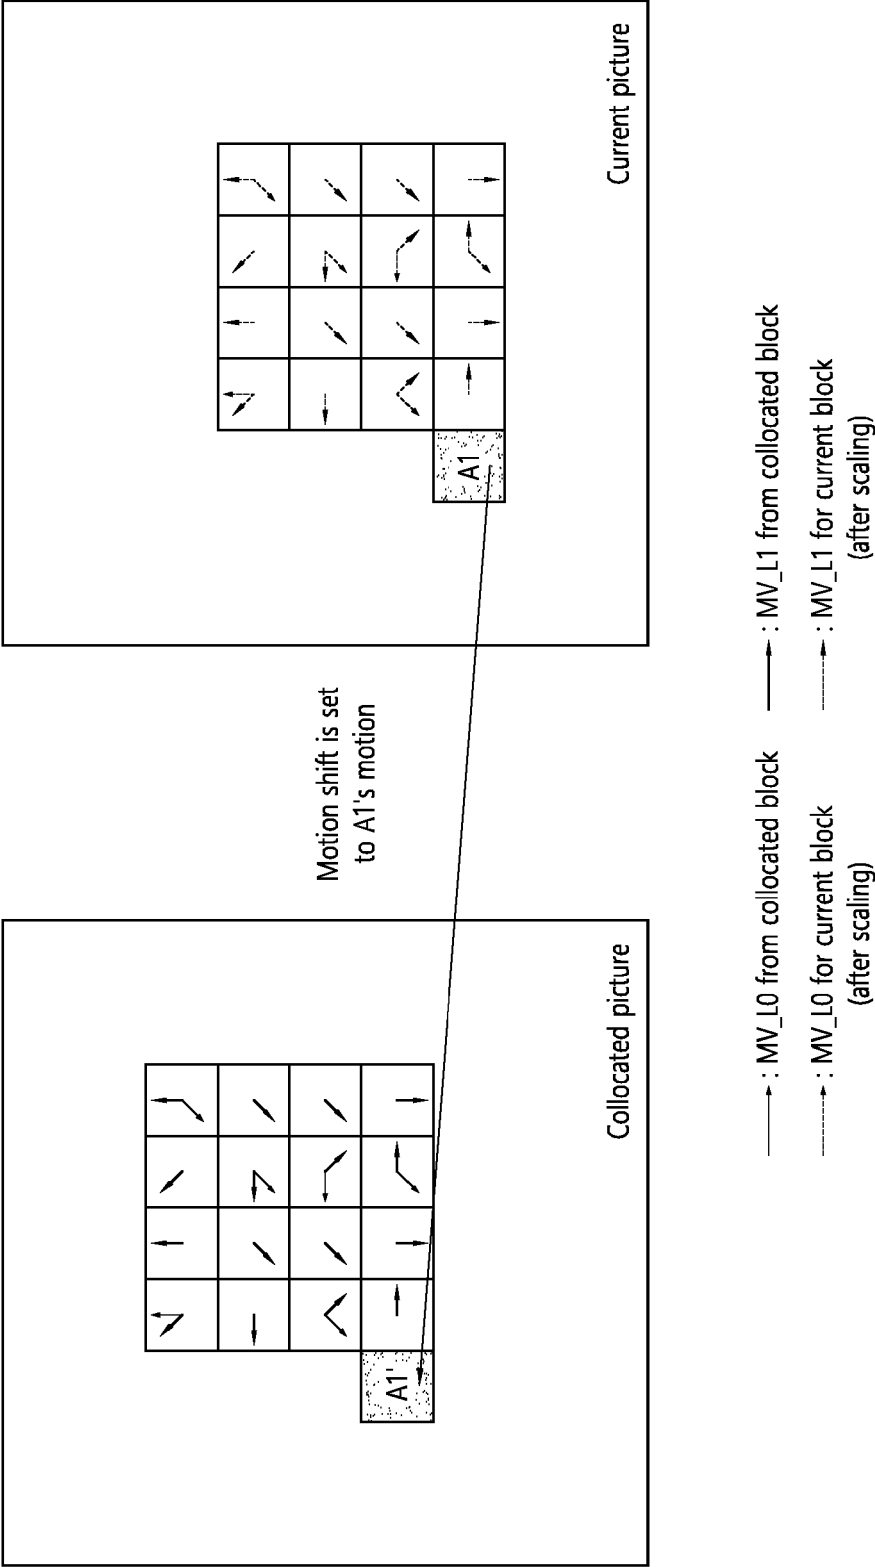 A1'
Collocated picture
Motion shift is set
to A1's motion
A1
Current picture
: MV_L0 from collocated block
: MV_L1 from collocated block
: MV_L0 for current block
(after scaling)
: MV_L1 for current block
(after scaling)